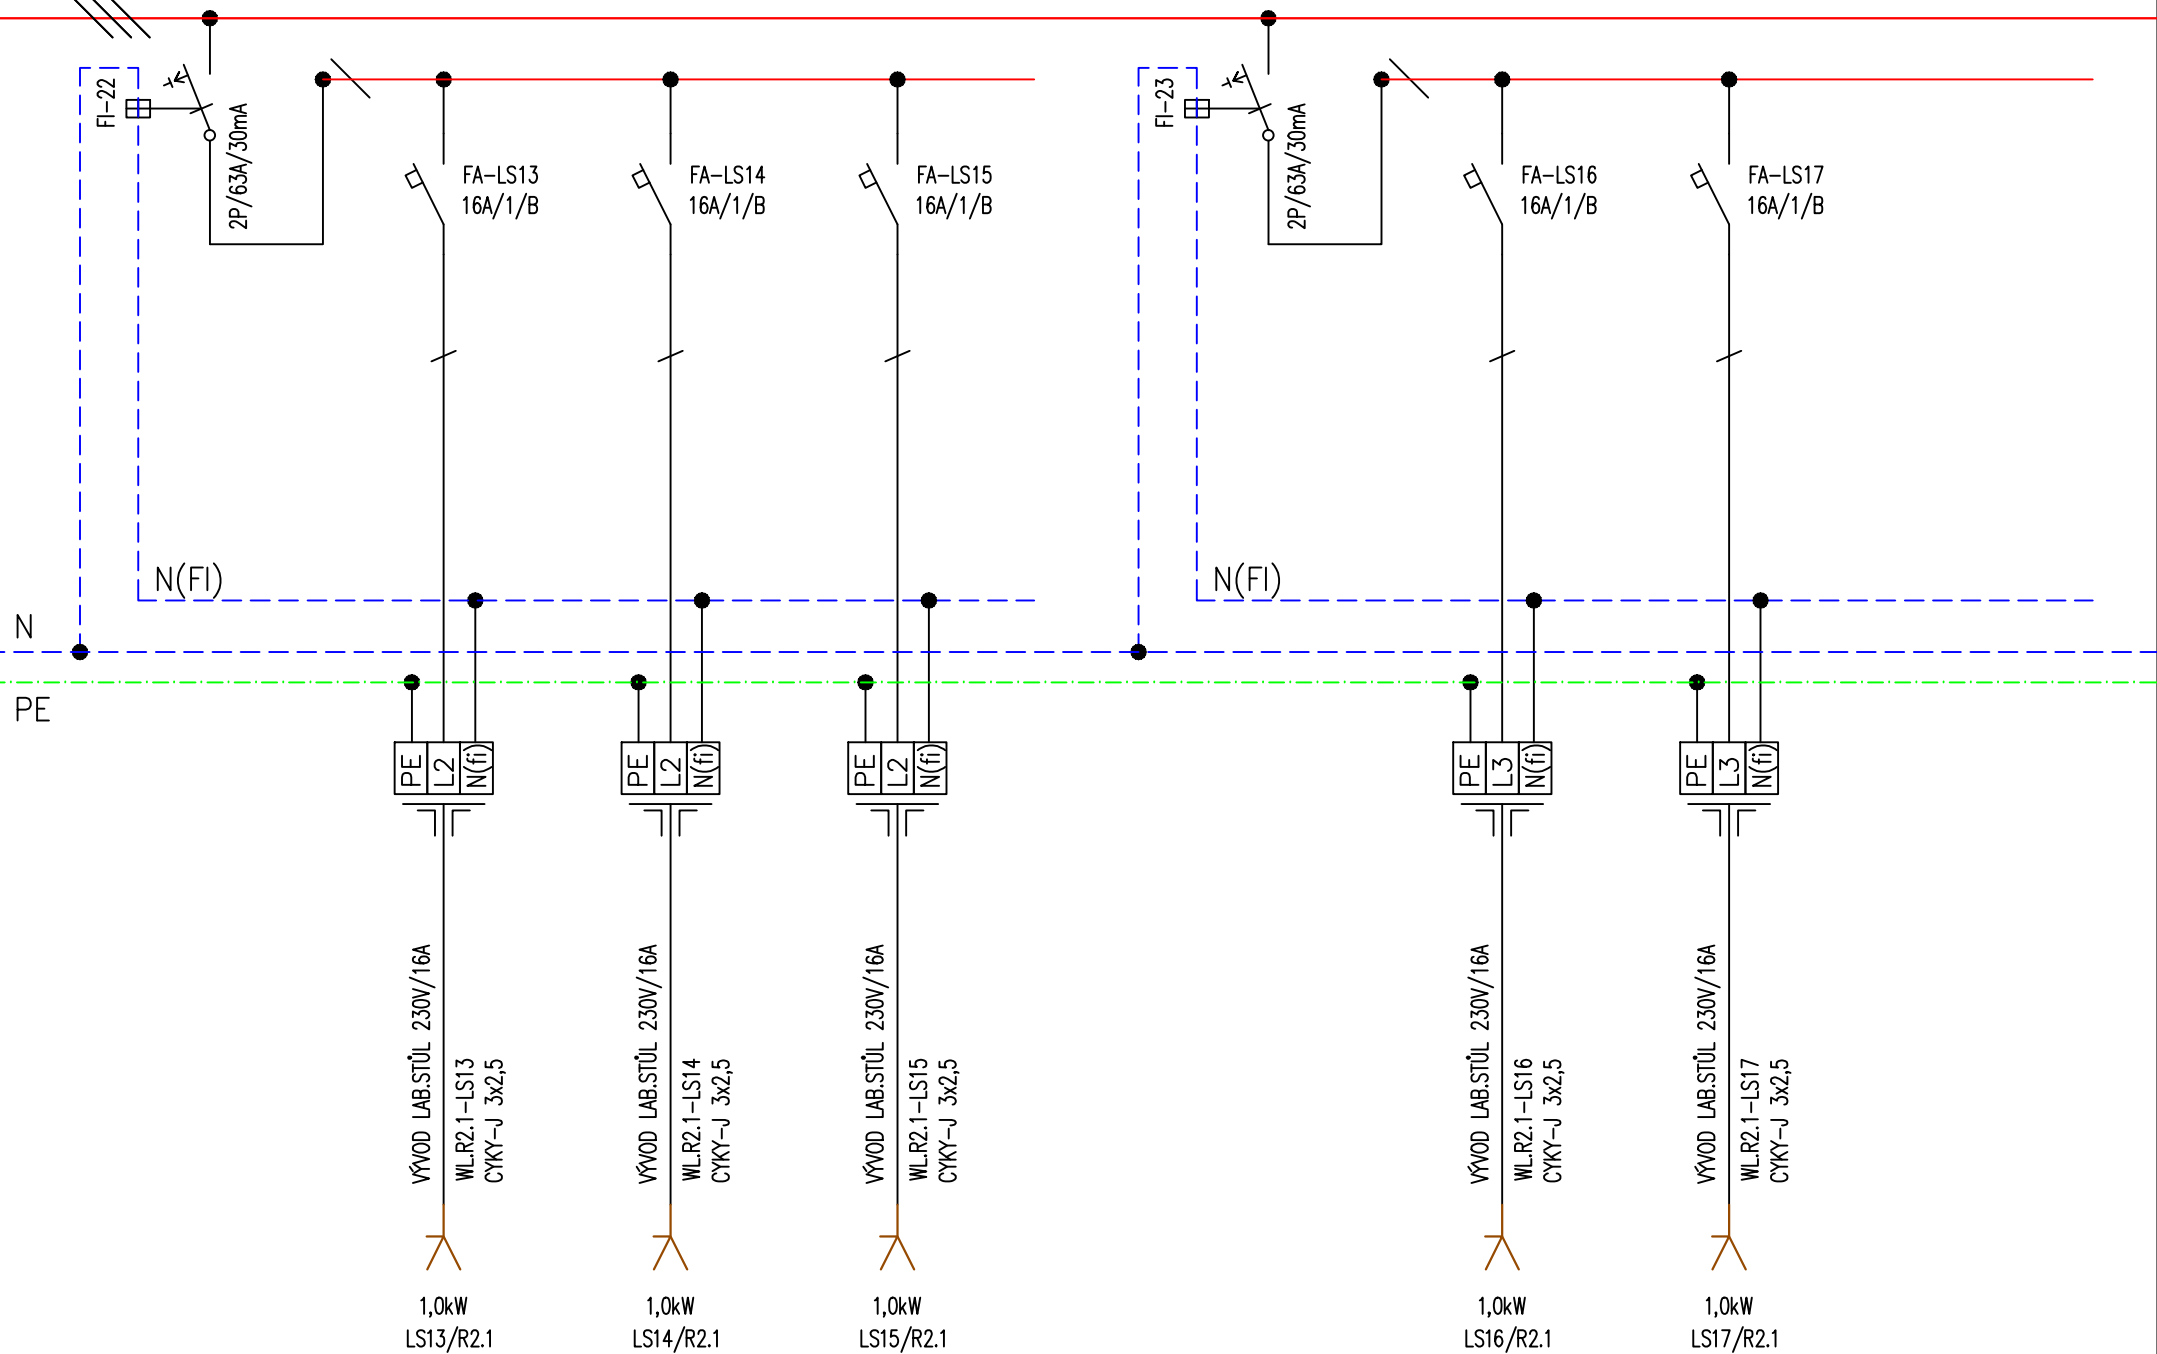 FI-22
2P/63A/30mA
FA-LS13
16A/1/B
FA-LS14
16A/1/B
FA-LS15
16A/1/B
FI-23
2P/63A/30mA
FA-LS16
16A/1/B
FA-LS17
16A/1/B
N(FI)
N(FI)
N
PE
PE L2 N(fi)
PE L2 N(fi)
PE L2 N(fi)
PE L3 N(fi)
PE L3 N(fi)
VÝVOD LAB.STŮL 230V/16A
WL.R2.1-LS13
CYKY-J 3x2,5
VÝVOD LAB.STŮL 230V/16A
WL.R2.1-LS14
CYKY-J 3x2,5
VÝVOD LAB.STŮL 230V/16A
WL.R2.1-LS15
CYKY-J 3x2,5
VÝVOD LAB.STŮL 230V/16A
WL.R2.1-LS16
CYKY-J 3x2,5
VÝVOD LAB.STŮL 230V/16A
WL.R2.1-LS17
CYKY-J 3x2,5
1,0kW
LS13/R2.1
1,0kW
LS14/R2.1
1,0kW
LS15/R2.1
1,0kW
LS16/R2.1
1,0kW
LS17/R2.1